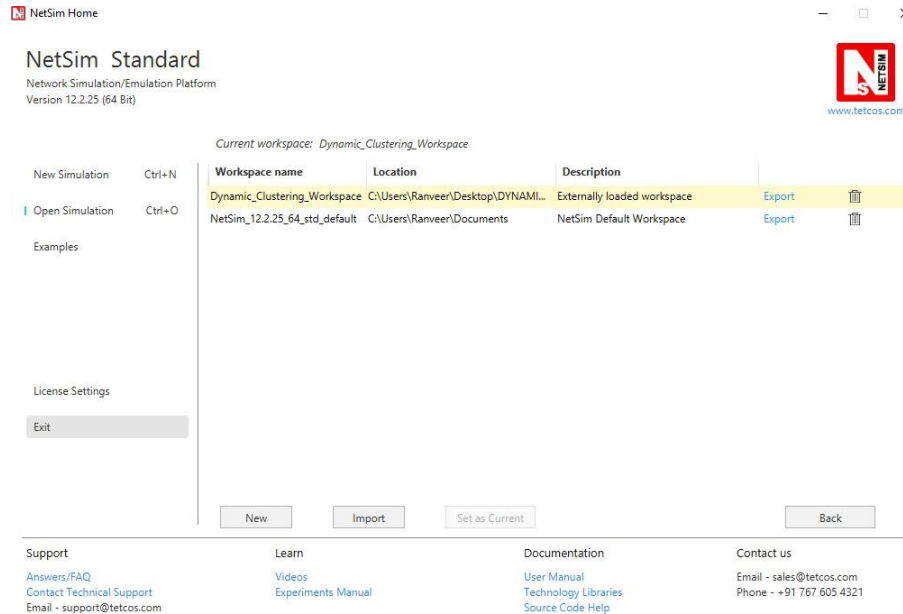 NetSim Home
NetSim Standard
Network Simulation/Emulation Platform
Version 12.2.25 (64 Bit)
NETSIM
www.tetcos.com
Current workspace: Dynamic_Clustering_Workspace
New Simulation Ctrl+N
Open Simulation Ctrl+O
Examples
License Settings
Exit
Workspace name Location Description
Dynamic_Clustering_Workspace C:\Users\Ranveer\Desktop\DYNAMI... Externally loaded workspace Export
NetSim_12.2.25_64_std_default C:\Users\Ranveer\Documents NetSim Default Workspace Export
New Import Set as Current Back
Support Learn Documentation Contact us
Answers/FAQ Videos User Manual Email - sales@tetcos.com
Contact Technical Support Experiments Manual Technology Libraries Phone - +91 767 605 4321
Email - support@tetcos.com Source Code Help